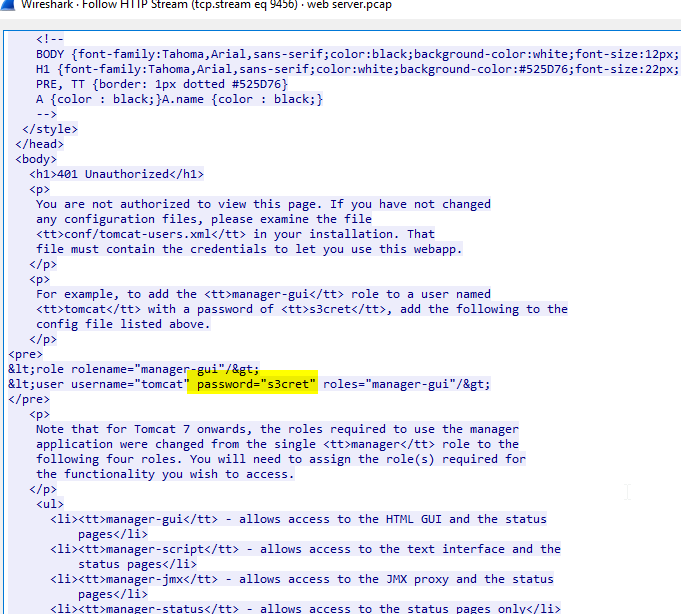 Wireshark · Follow HTTP Stream (tcp.stream eq 9456) · web server.pcap
<!--
BODY {font-family:Tahoma,Arial,sans-serif;color:black;background-color:white;font-size:12px;
H1 {font-family:Tahoma,Arial,sans-serif;color:white;background-color:#525D76;font-size:22px;
PRE, TT {border: 1px dotted #525D76}
A {color : black;}A.name {color : black;}
-->
</style>
</head>
<body>
<h1>401 Unauthorized</h1>
<p>
You are not authorized to view this page. If you have not changed
any configuration files, please examine the file
<tt>conf/tomcat-users.xml</tt> in your installation. That
file must contain the credentials to let you use this webapp.
</p>
<p>
For example, to add the <tt>manager-gui</tt> role to a user named
<tt>tomcat</tt> with a password of <tt>s3cret</tt>, add the following to the
config file listed above.
</p>
<pre>
&lt;role rolename="manager-gui"/&gt;
&lt;user username="tomcat" password="s3cret" roles="manager-gui"/&gt;
</pre>
<p>
Note that for Tomcat 7 onwards, the roles required to use the manager
application were changed from the single <tt>manager</tt> role to the
following four roles. You will need to assign the role(s) required for
the functionality you wish to access.
</p>
<ul>
<li><tt>manager-gui</tt> - allows access to the HTML GUI and the status
pages</li>
<li><tt>manager-script</tt> - allows access to the text interface and the
status pages</li>
<li><tt>manager-jmx</tt> - allows access to the JMX proxy and the status
pages</li>
<li><tt>manager-status</tt> - allows access to the status pages only</li>